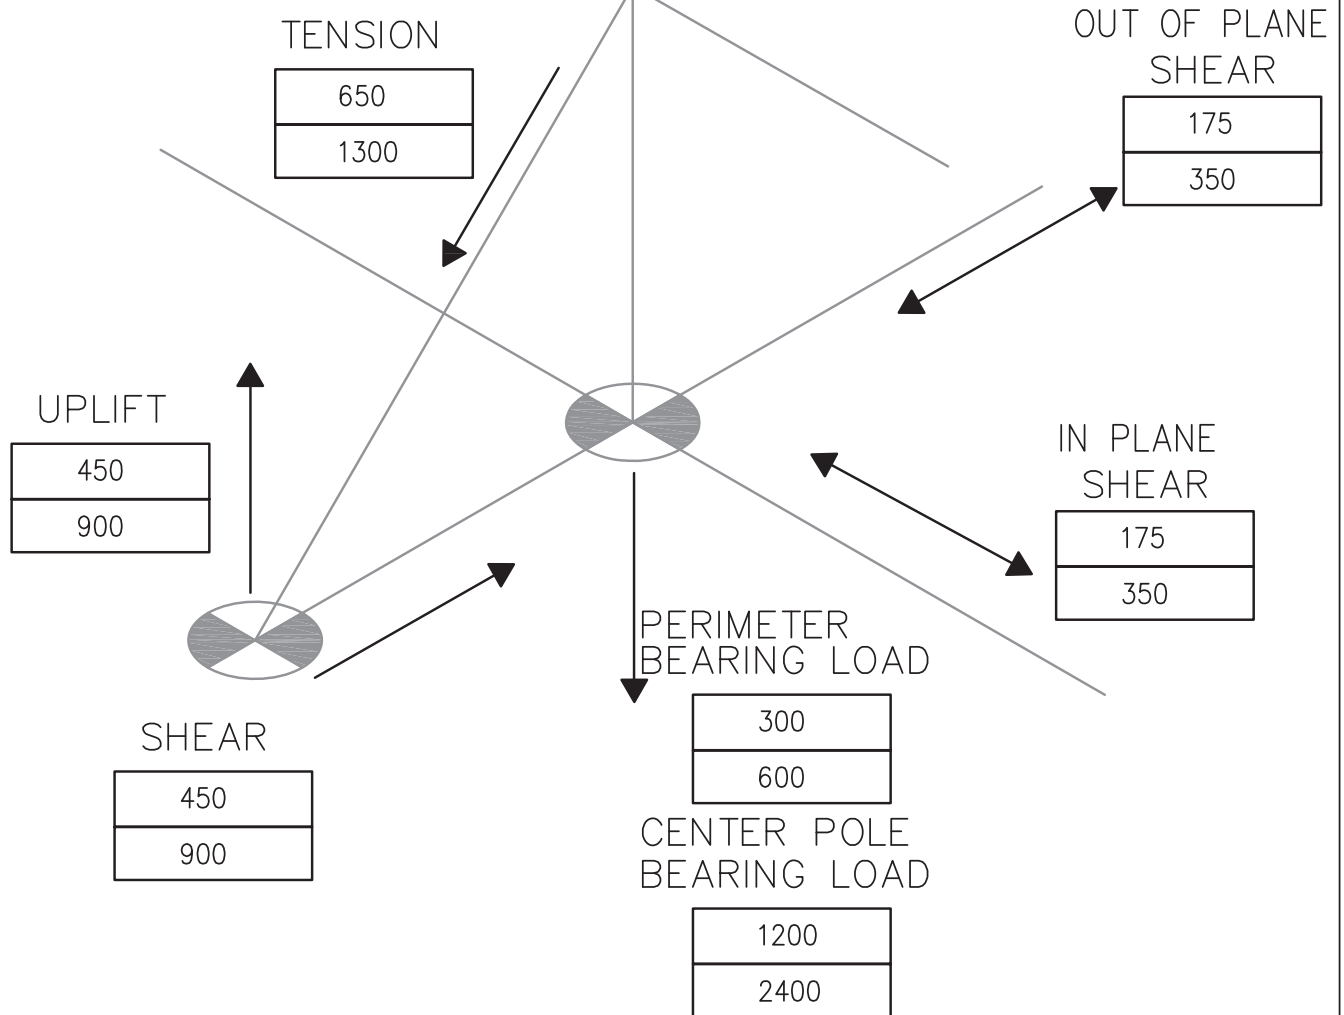 TENSION
650
1300
OUT OF PLANE
SHEAR
175
350
UPLIFT
450
900
IN PLANE
SHEAR
175
350
PERIMETER
BEARING LOAD
300
600
SHEAR
450
900
CENTER POLE
BEARING LOAD
1200
2400